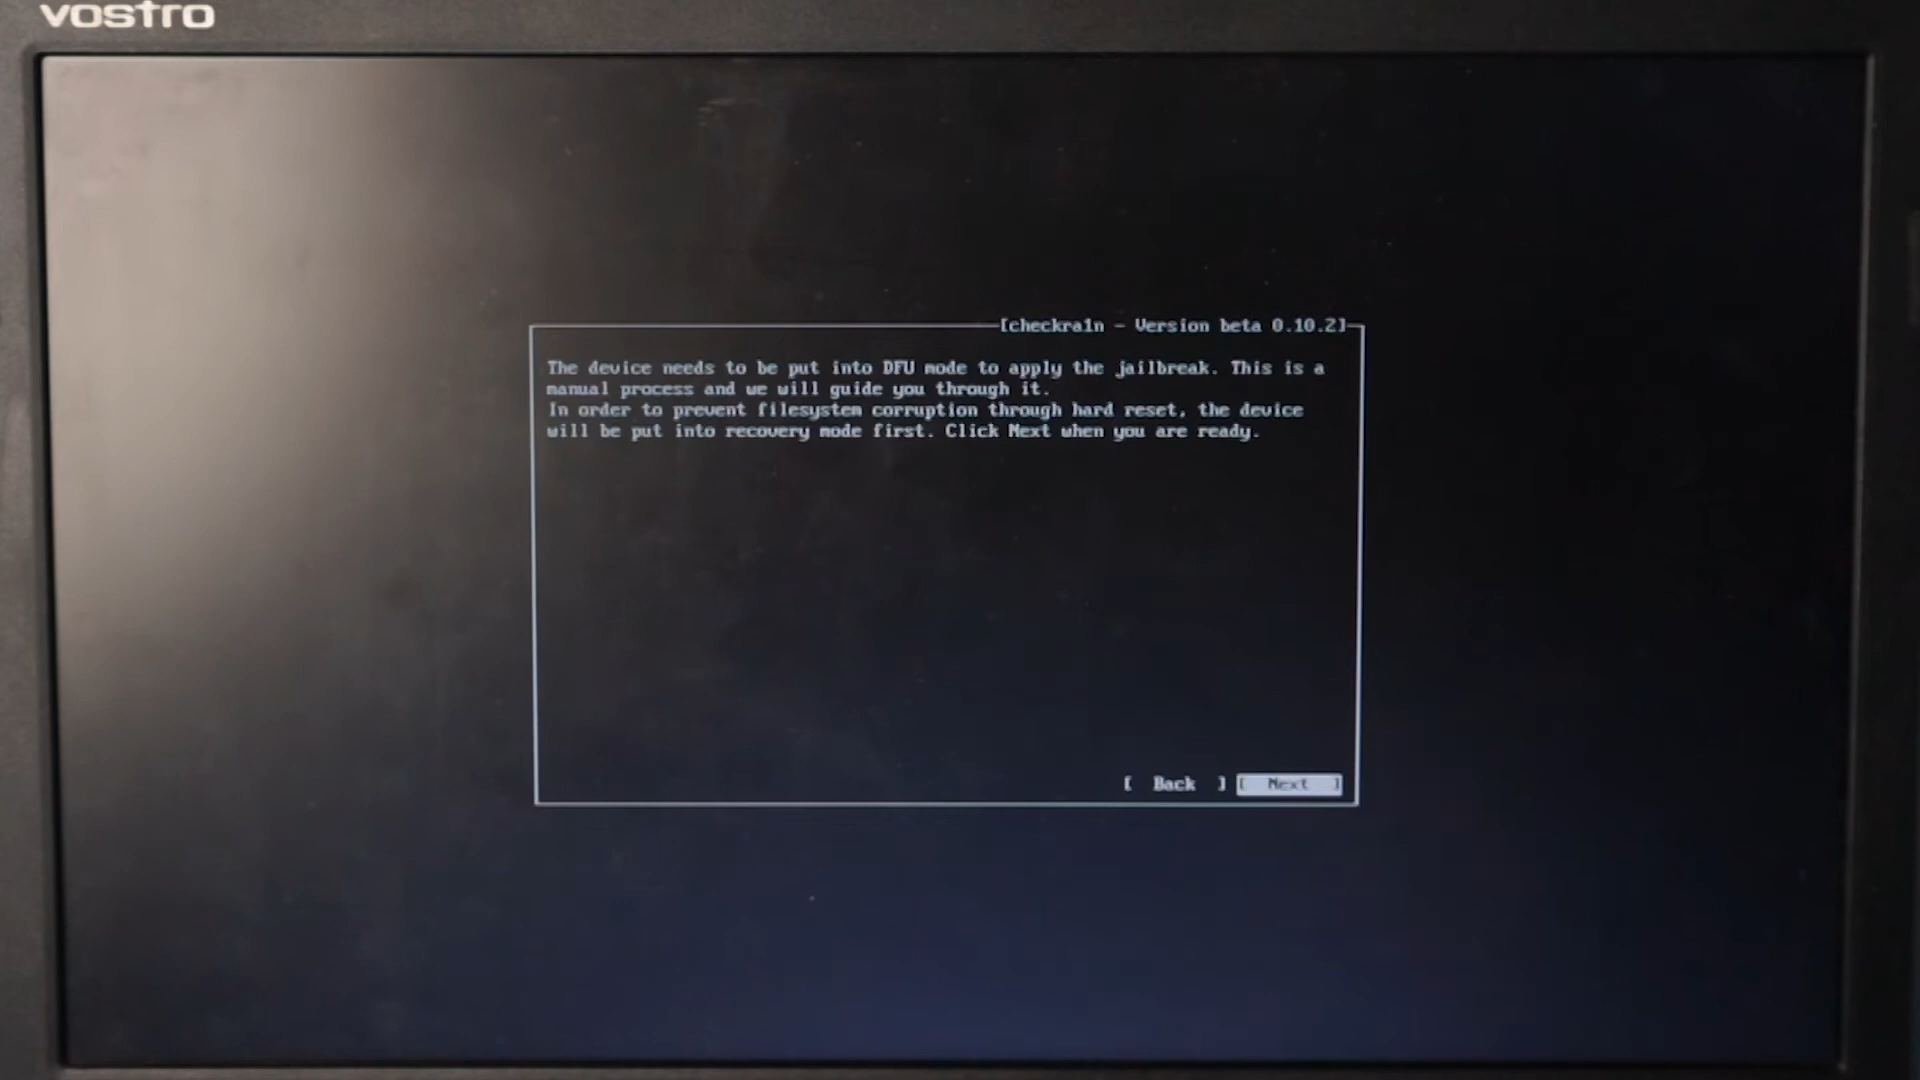 vostro
[checkra1n - Version beta 0.10.2]
The device needs to be put into DFU mode to apply the jailbreak. This is a
manual process and we will guide you through it.
In order to prevent filesystem corruption through hard reset, the device
will be put into recovery mode first. Click Next when you are ready.
[ Back ] [ Next ]